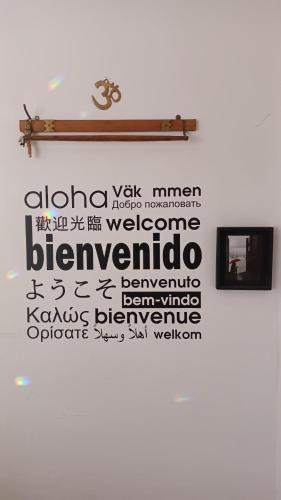 ॐ
aloha Väk mmen
Добро пожаловать
歡迎光臨 welcome
bienvenido
ようこそ benvenuto
bem-vindo
Καλώς bienvenue
Ορίσατε أهلاً وسهلاً welkom